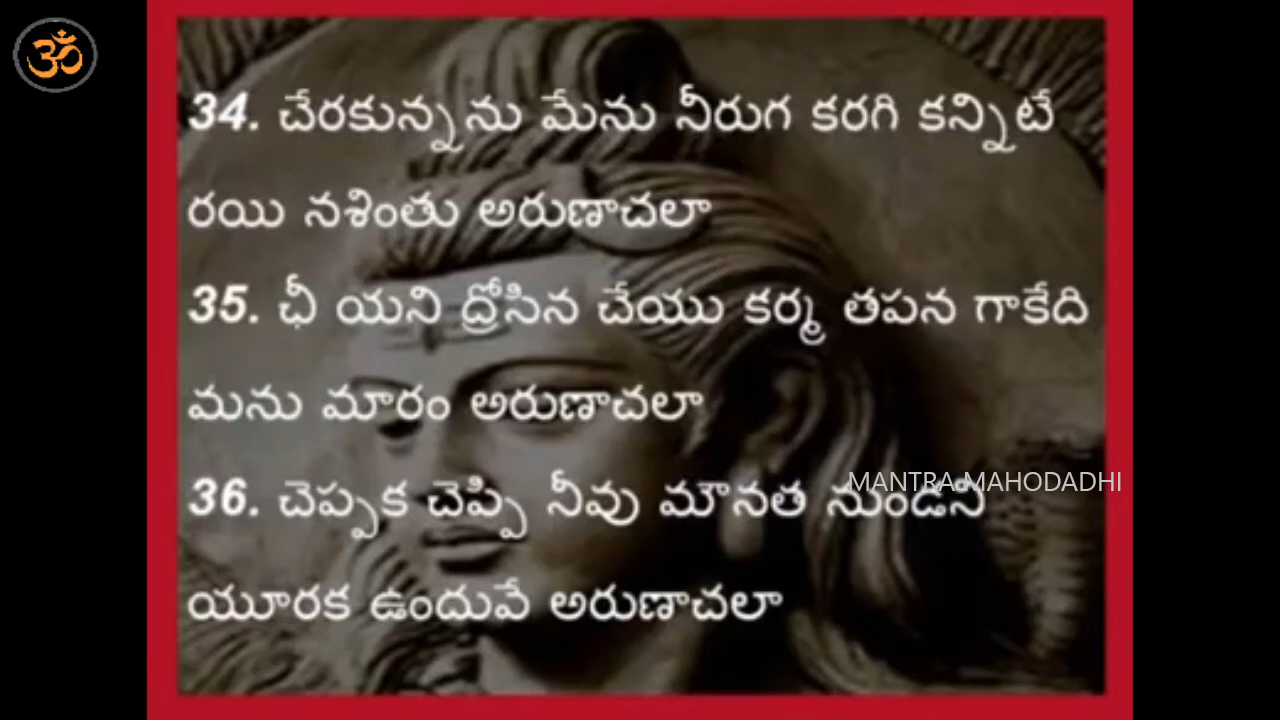 ॐ
34. చేరకున్నను మేను నీరుగ కరగి కన్నిటే
రయి నశింతు అరుణాచలా
35. ఛీ యని ద్రోసిన చేయు కర్మ తపన గాకేది
మను మారం అరుణాచలా
MANTRA MAHODADHI
36. చెప్పక చెప్పి నీవు మౌనత నుండని
యూరక ఉందువే అరుణాచలా